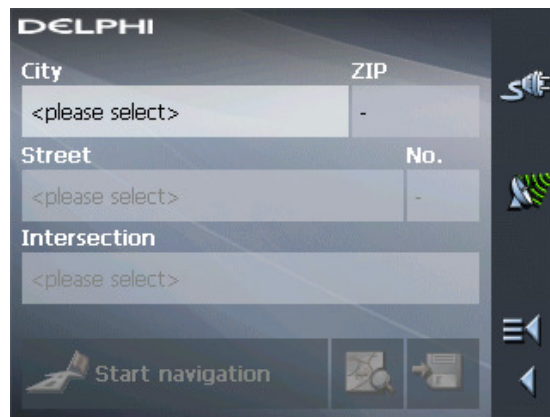 DELPHI
City ZIP
<please select> -
Street No.
<please select> -
Intersection
<please select>
Start navigation